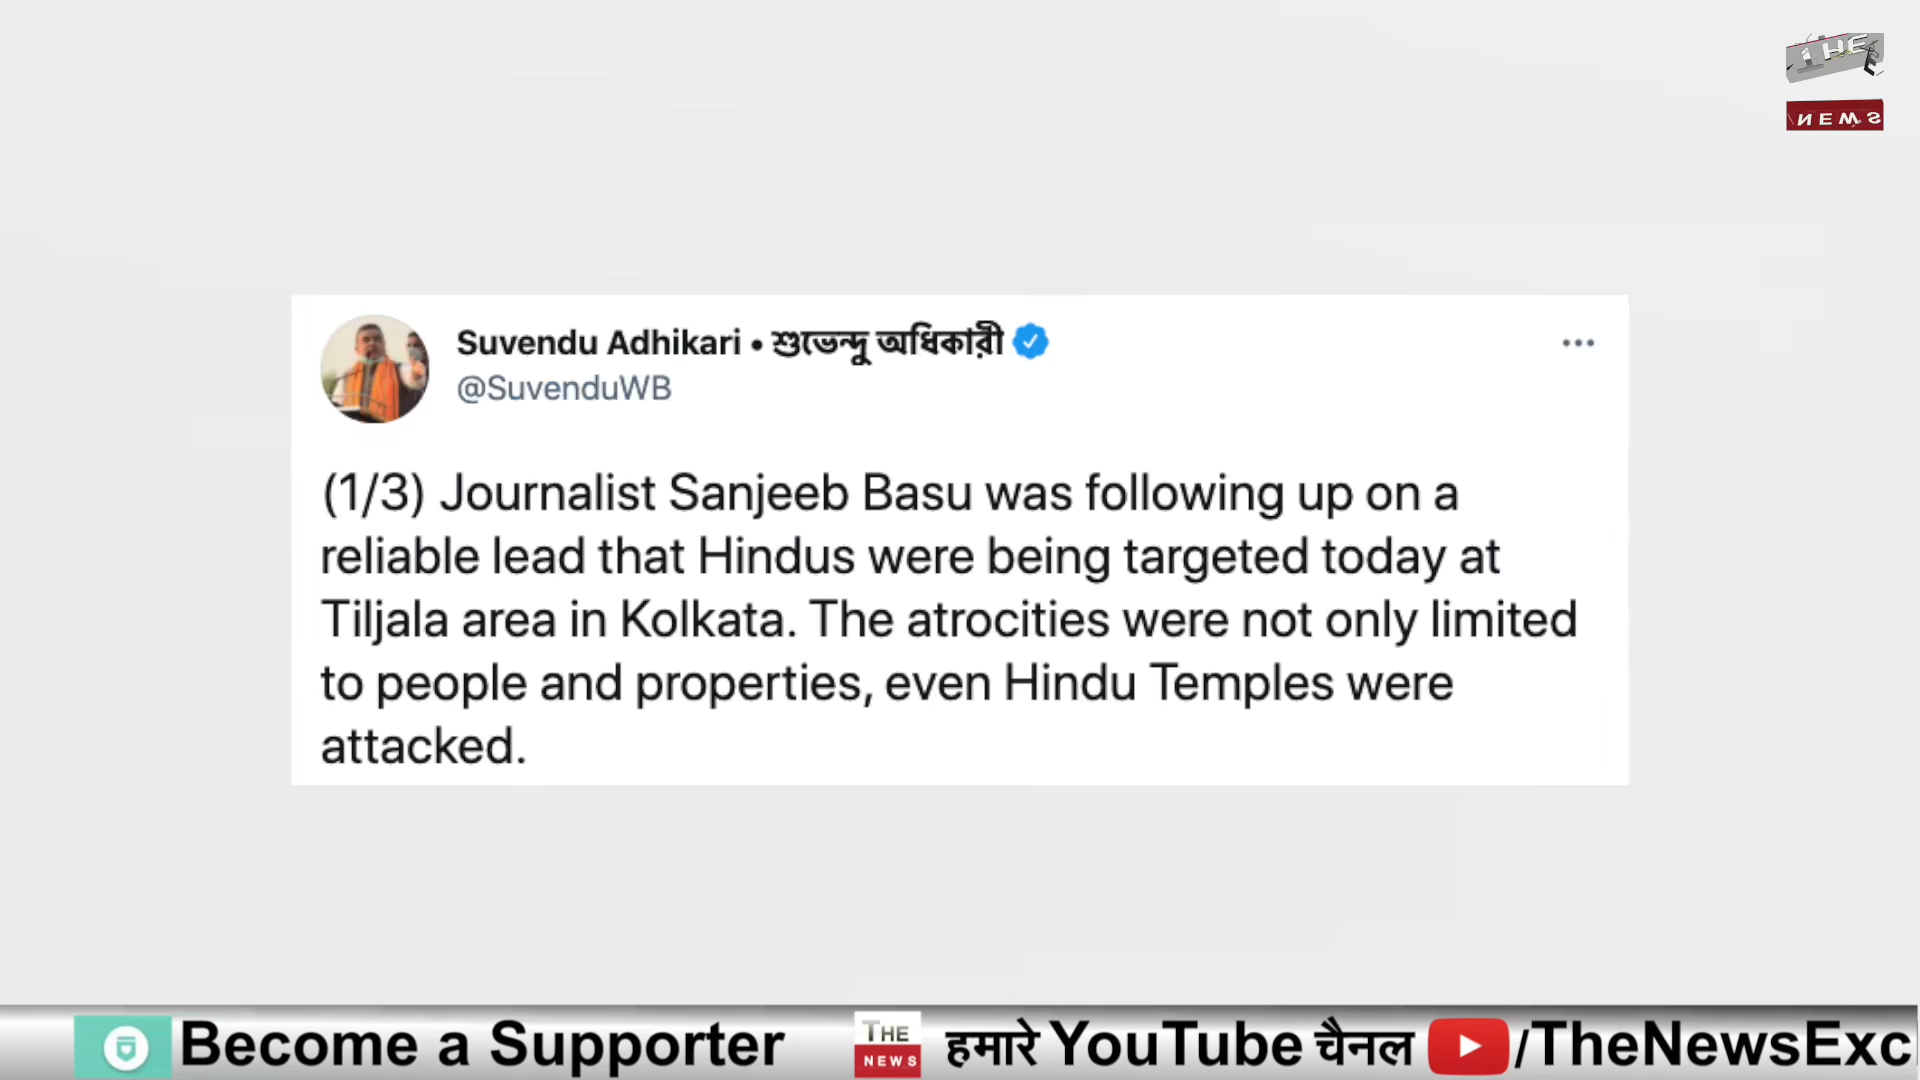 THE
NEWS
Suvendu Adhikari • শুভেন্দু অধিকারী
@SuvenduWB
(1/3) Journalist Sanjeeb Basu was following up on a
reliable lead that Hindus were being targeted today at
Tiljala area in Kolkata. The atrocities were not only limited
to people and properties, even Hindu Temples were
attacked.
Become a Supporter THE NEWS हमारे YouTube चैनल /TheNewsExc